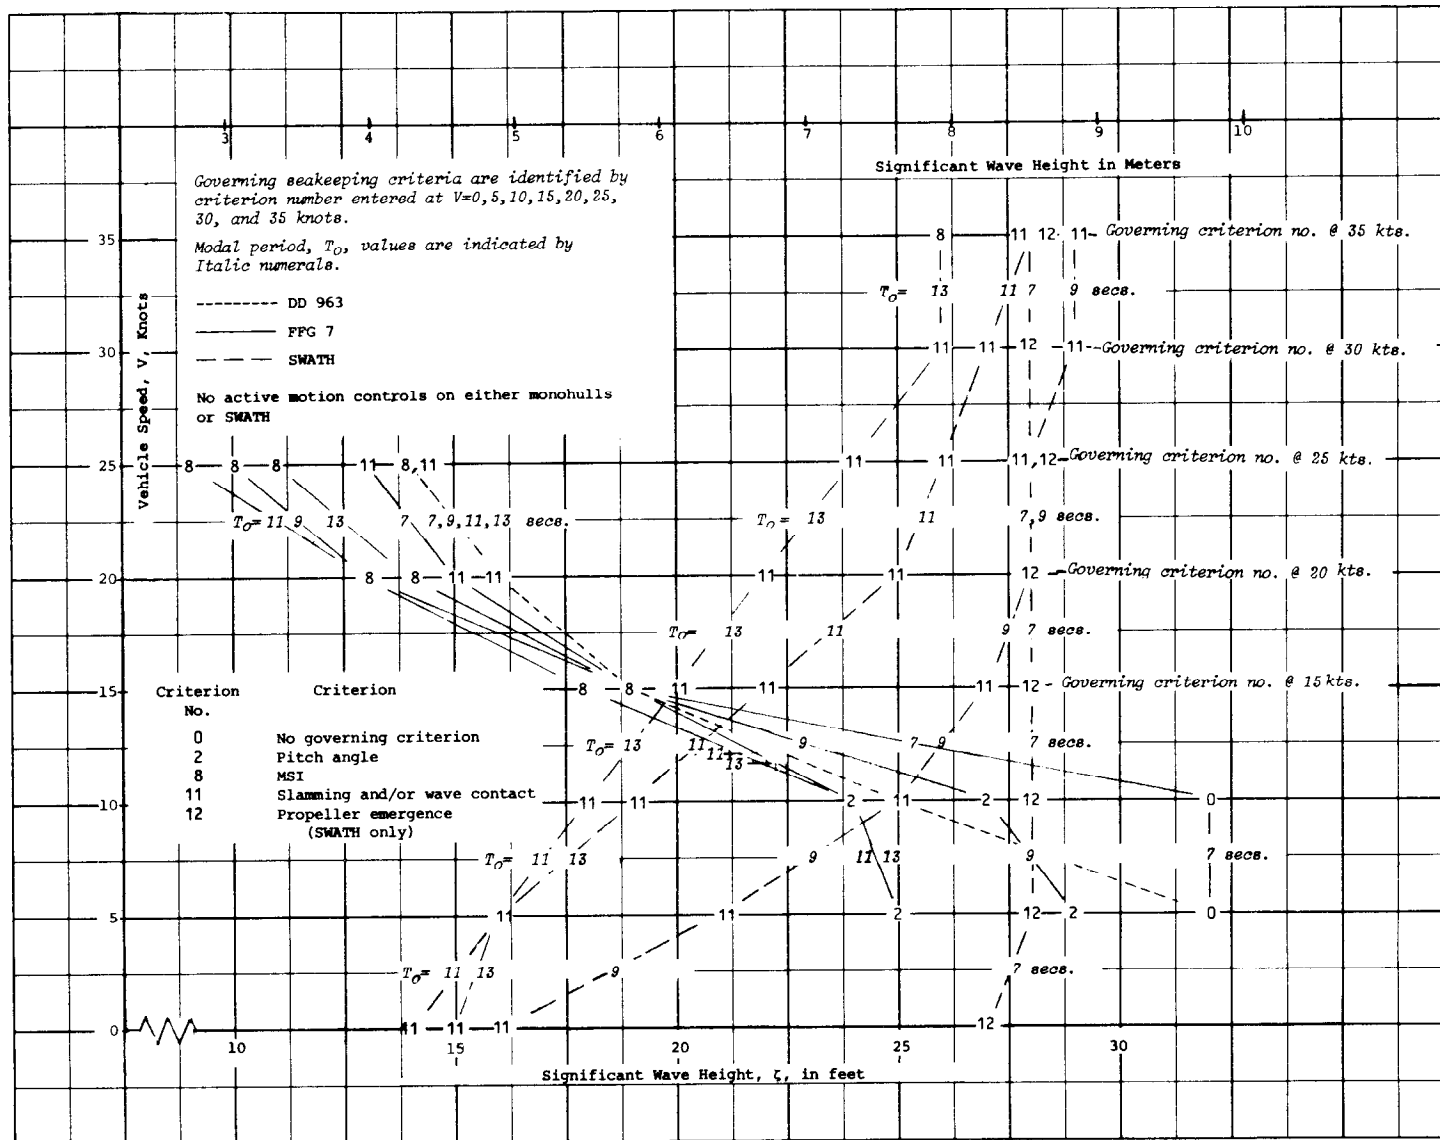 3 4 5 6 7 8 9 10
Significant Wave Height in Meters
Governing seakeeping criteria are identified by
criterion number entered at V=0,5,10,15,20,25,
30, and 35 knots.
Modal period, T₀, values are indicated by
Italic numerals.
DD 963
FFG 7
SWATH
No active motion controls on either monohulls
or SWATH
Vehicle Speed, V, Knots
35 8 11 12 11 Governing criterion no. @ 35 kts.
T₀= 13 11 7 9 secs.
30 11 11 12 11 Governing criterion no. @ 30 kts.
25 8 8 8 11 8,11 11 11 11,12 Governing criterion no. @ 25 kts.
T₀= 11 9 13 7 7,9,11,13 secs. T₀= 13 11 7,9 secs.
20 8 8 11 11 11 11 12 Governing criterion no. @ 20 kts.
T₀= 13 11 9 7 secs.
15 8 8 11 11 11 12 Governing criterion no. @ 15 kts.
Criterion No. Criterion
0 No governing criterion
2 Pitch angle
8 MSI
11 Slamming and/or wave contact
12 Propeller emergence
(SWATH only)
T₀= 13 11 9 7 9 7 secs.
11
13
10 11 11 2 11 2 12 0
T₀= 11 13 9 11 13 9 7 secs.
5 11 11 2 12 2 0
T₀= 11 13 9 7 secs.
0 11 11 11 12
10 15 20 25 30
Significant Wave Height, ζ, in feet